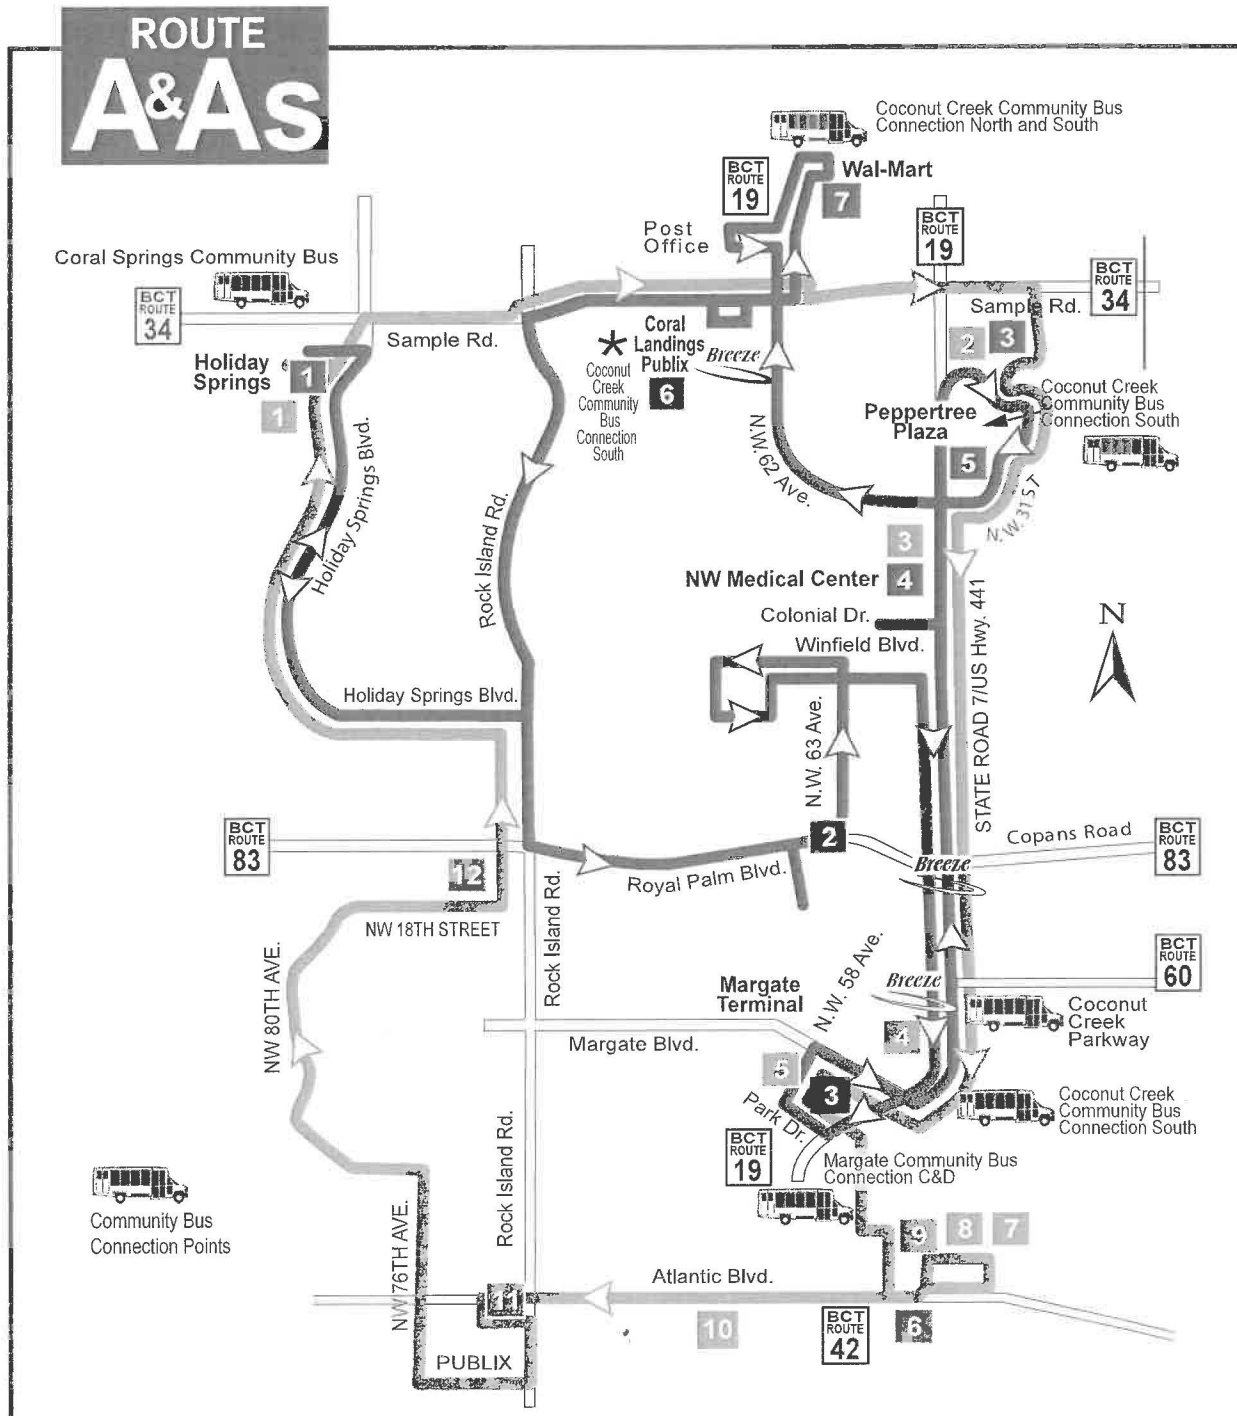 ROUTE
A&As
Coconut Creek Community Bus
Connection North and South
BCT
ROUTE
19
Wal-Mart
7
Post
Office
BCT
ROUTE
19
Coral Springs Community Bus
BCT
ROUTE
34
BCT
ROUTE
34
Sample Rd.
Sample Rd.
Holiday
Springs
1
1
Coral
Landings
Publix
6
Breeze
Coconut
Creek
Community
Bus
Connection
South
2
3
Coconut Creek
Community Bus
Connection South
Peppertree
Plaza
5
N.W. 62 Ave.
N.W. 31 ST
Holiday Springs Blvd.
Rock Island Rd.
3
NW Medical Center
4
Colonial Dr.
Winfield Blvd.
STATE ROAD 7/US Hwy. 441
N
Holiday Springs Blvd.
N.W. 63 Ave.
BCT
ROUTE
83
2
Copans Road
BCT
ROUTE
83
Breeze
12
Royal Palm Blvd.
NW 18TH STREET
Rock Island Rd.
NW 80TH AVE.
N.W. 58 Ave.
BCT
ROUTE
60
Margate
Terminal
Breeze
Coconut
Creek
Parkway
4
Margate Blvd.
5
3
Park Dr.
Coconut Creek
Community Bus
Connection South
BCT
ROUTE
19
Margate Community Bus
Connection C&D
Rock Island Rd.
Community Bus
Connection Points
NW 76TH AVE.
9
8
7
Atlantic Blvd.
11
10
BCT
ROUTE
42
6
PUBLIX